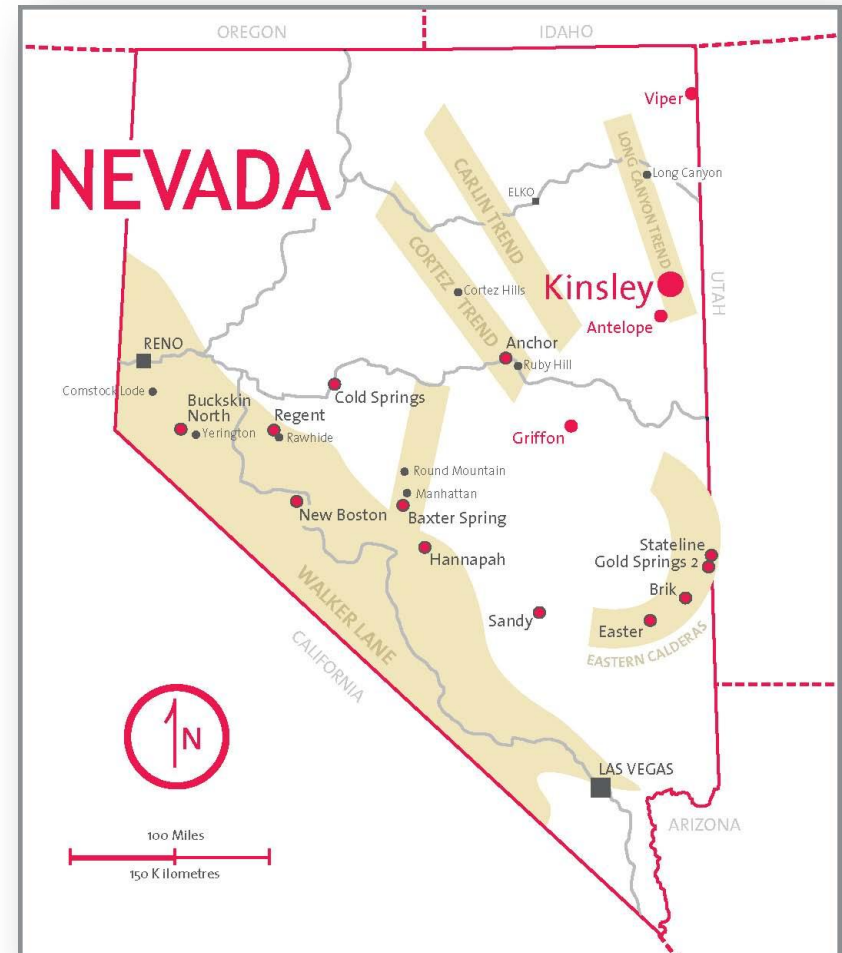 OREGON
IDAHO
Viper
NEVADA
CARLIN TREND
LONG CANYON TREND
Long Canyon
ELKO
CORTEZ TREND
UTAH
Kinsley
Cortez Hills
Antelope
RENO
Anchor
Ruby Hill
Comstock Lode
Cold Springs
Buckskin
North
Regent
Yerington
Rawhide
Griffon
Round Mountain
Manhattan
New Boston
Baxter Spring
Hannapah
Stateline
Gold Springs 2
Brik
WALKER LANE
Sandy
Easter
CALIFORNIA
EASTERN CALDERAS
N
LAS VEGAS
ARIZONA
100 Miles
150 K ilometres